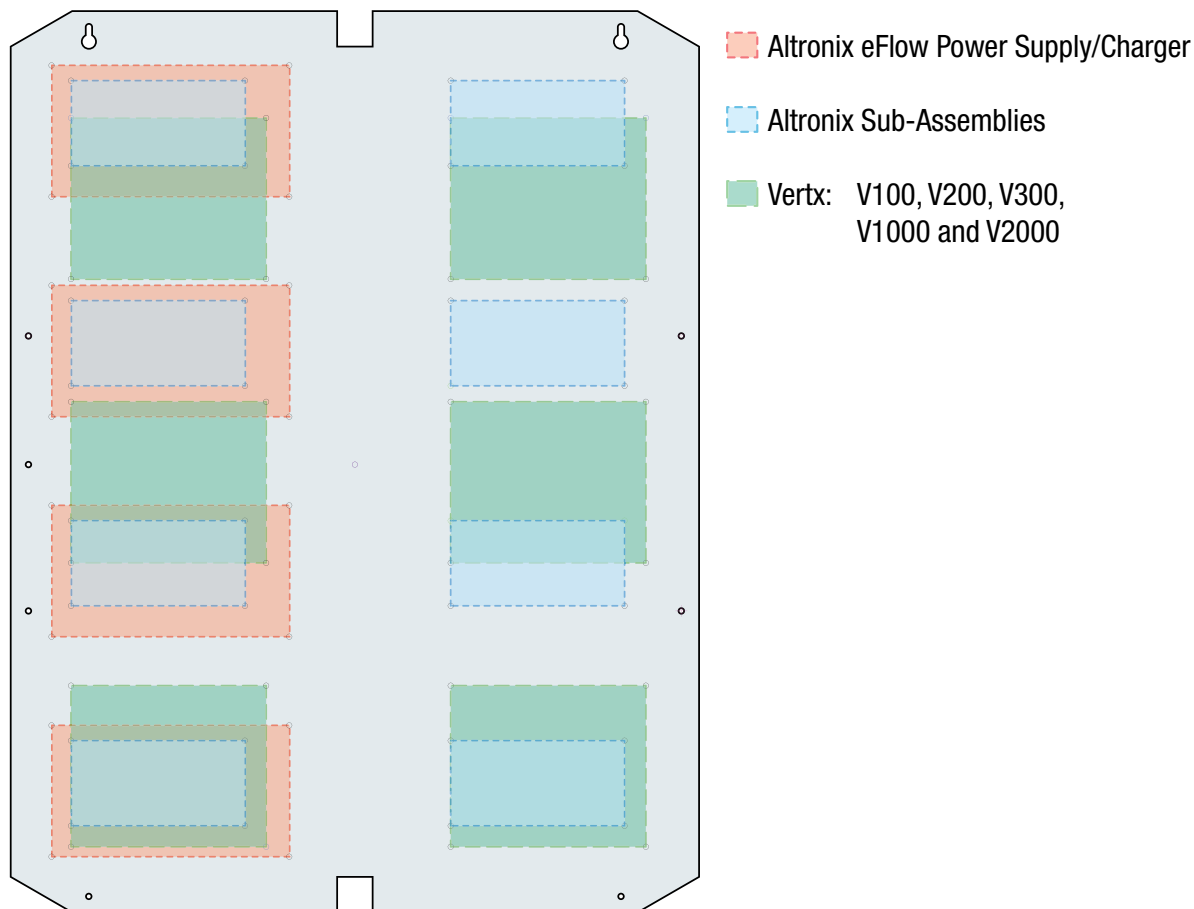 Altronix eFlow Power Supply/Charger
Altronix Sub-Assemblies
Vertx: V100, V200, V300,
V1000 and V2000